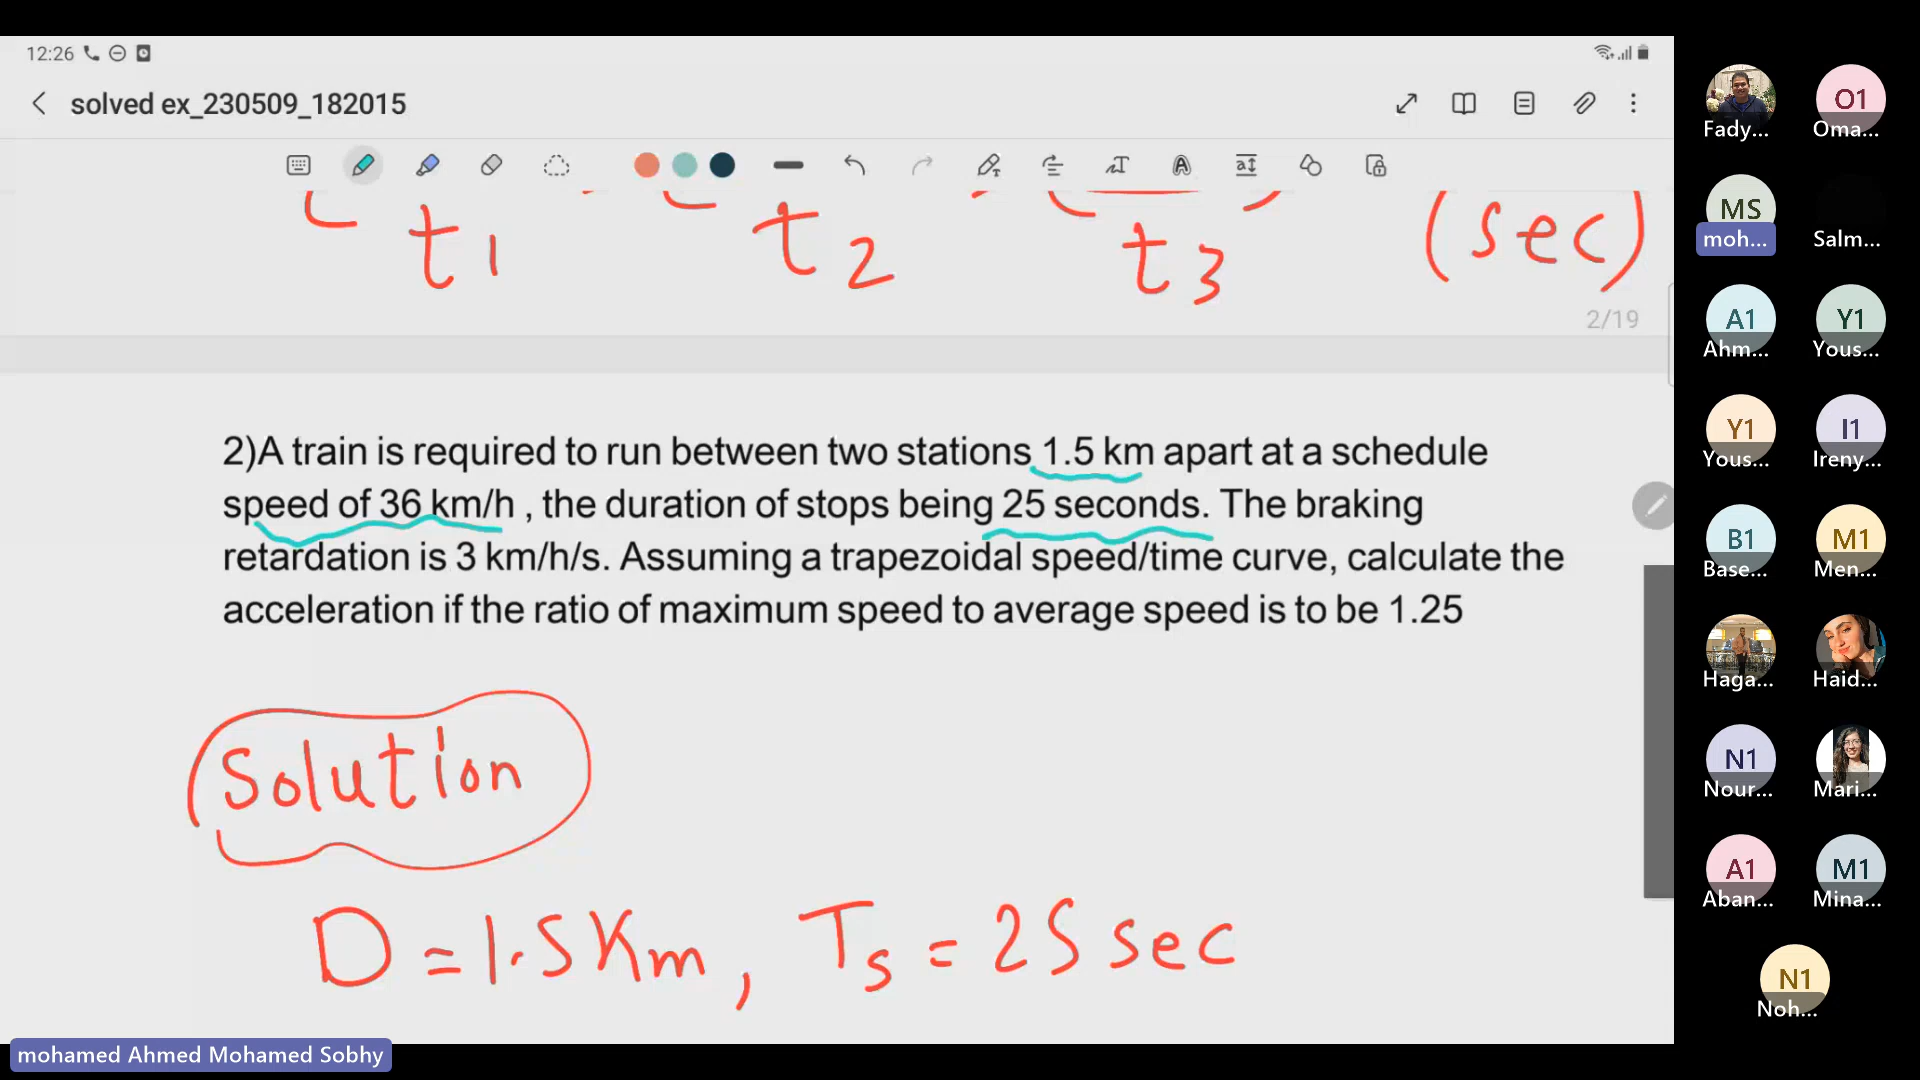 12:26
solved ex_230509_182015
t1 t2 t3 (sec)
2/19
2)A train is required to run between two stations 1.5 km apart at a schedule
speed of 36 km/h , the duration of stops being 25 seconds. The braking
retardation is 3 km/h/s. Assuming a trapezoidal speed/time curve, calculate the
acceleration if the ratio of maximum speed to average speed is to be 1.25
Solution
D = 1.5 Km , Ts = 25 sec
mohamed Ahmed Mohamed Sobhy
Fady...
O1
Oma...
MS
moh...
Salm...
A1
Ahm...
Y1
Yous...
Y1
Yous...
I1
Ireny...
B1
Base...
M1
Men...
Haga...
Haid...
N1
Nour...
Mari...
A1
Aban...
M1
Mina...
N1
Noh...